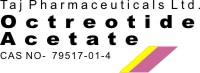 Taj Pharmaceuticals Ltd.
Octreotide
Acetate
CAS NO- 79517-01-4